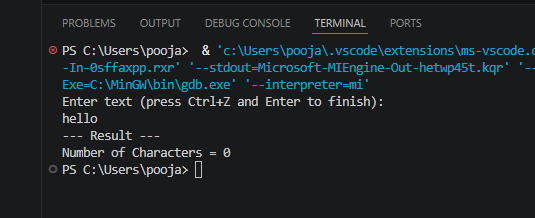 PROBLEMS OUTPUT DEBUG CONSOLE TERMINAL PORTS
PS C:\Users\pooja> & 'c:\Users\pooja\.vscode\extensions\ms-vscode.c
-In-0sffaxpp.rxr' '--stdout=Microsoft-MIEngine-Out-hetwp45t.kqr' '--
Exe=C:\MinGW\bin\gdb.exe' '--interpreter=mi'
Enter text (press Ctrl+Z and Enter to finish):
hello
--- Result ---
Number of Characters = 0
PS C:\Users\pooja>